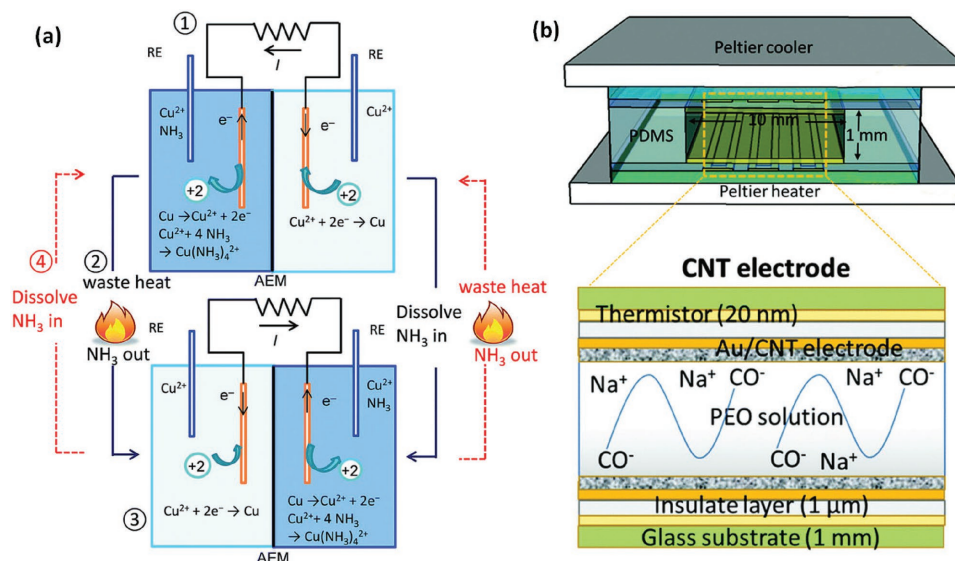 (a)
①
I
RE
RE
Cu²⁺
NH₃
e⁻
e⁻
Cu²⁺
+2
+2
Cu →Cu²⁺ + 2e⁻
Cu²⁺+ 4 NH₃
→ Cu(NH₃)₄²⁺
Cu²⁺ + 2e⁻ → Cu
AEM
④
Dissolve
NH₃ in
②
waste heat
NH₃ out
Dissolve
NH₃ in
waste heat
NH₃ out
I
RE
RE
Cu²⁺
e⁻
e⁻
Cu²⁺
NH₃
+2
+2
Cu²⁺ + 2e⁻ → Cu
Cu →Cu²⁺ + 2e⁻
Cu²⁺+ 4 NH₃
→ Cu(NH₃)₄²⁺
③
AEM
(b)
Peltier cooler
PDMS
10 mm
1 mm
Peltier heater
CNT electrode
Thermistor (20 nm)
Au/CNT electrode
Na⁺ Na⁺ CO⁻ Na⁺ CO⁻
PEO solution
CO⁻ CO⁻ Na⁺
Insulate layer (1 µm)
Glass substrate (1 mm)